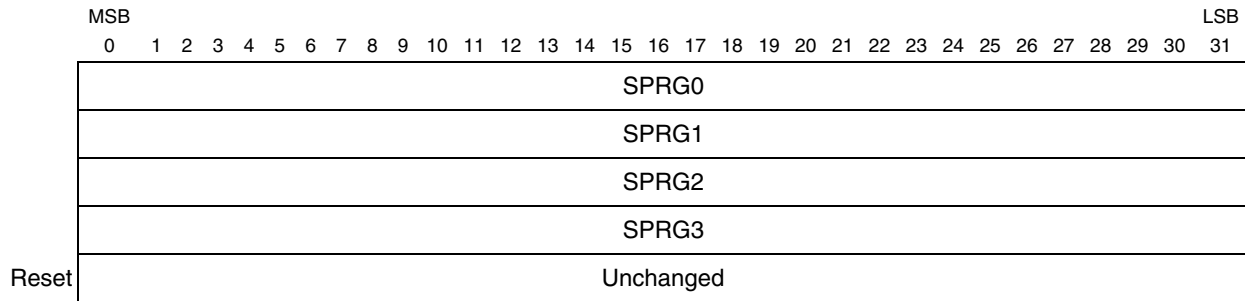 MSB LSB
0 1 2 3 4 5 6 7 8 9 10 11 12 13 14 15 16 17 18 19 20 21 22 23 24 25 26 27 28 29 30 31
SPRG0
SPRG1
SPRG2
SPRG3
Reset Unchanged